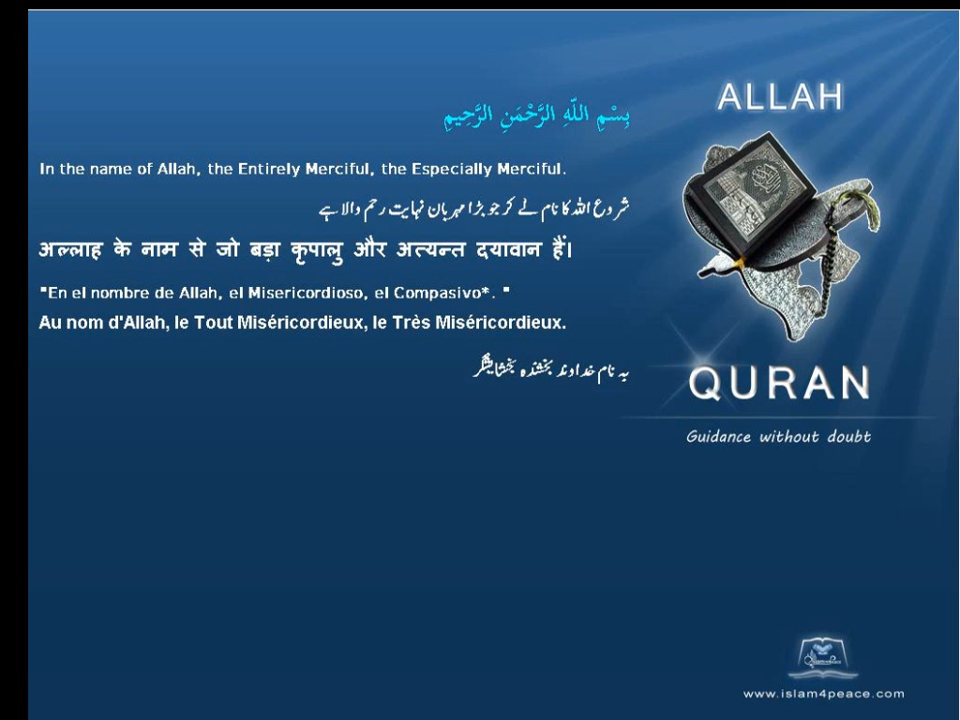 بِسْمِ اللّهِ الرَّحْمَنِ الرَّحِيمِ
In the name of Allah, the Entirely Merciful, the Especially Merciful.
شروع اللہ کا نام لے کر جو بڑا مہربان نہایت رحم والا ہے
अल्लाह के नाम से जो बड़ा कृपालु और अत्यन्त दयावान हैं।
"En el nombre de Allah, el Misericordioso, el Compasivo*. "
Au nom d'Allah, le Tout Miséricordieux, le Très Miséricordieux.
به نام خداوند بخشنده بخشایشگر
ALLAH
QURAN
Guidance without doubt
www.islam4peace.com